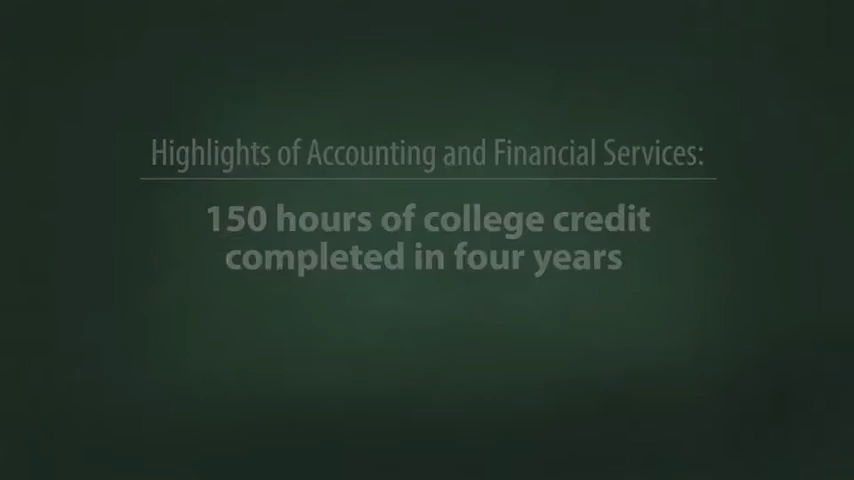 Highlights of Accounting and Financial Services:
150 hours of college credit
completed in four years